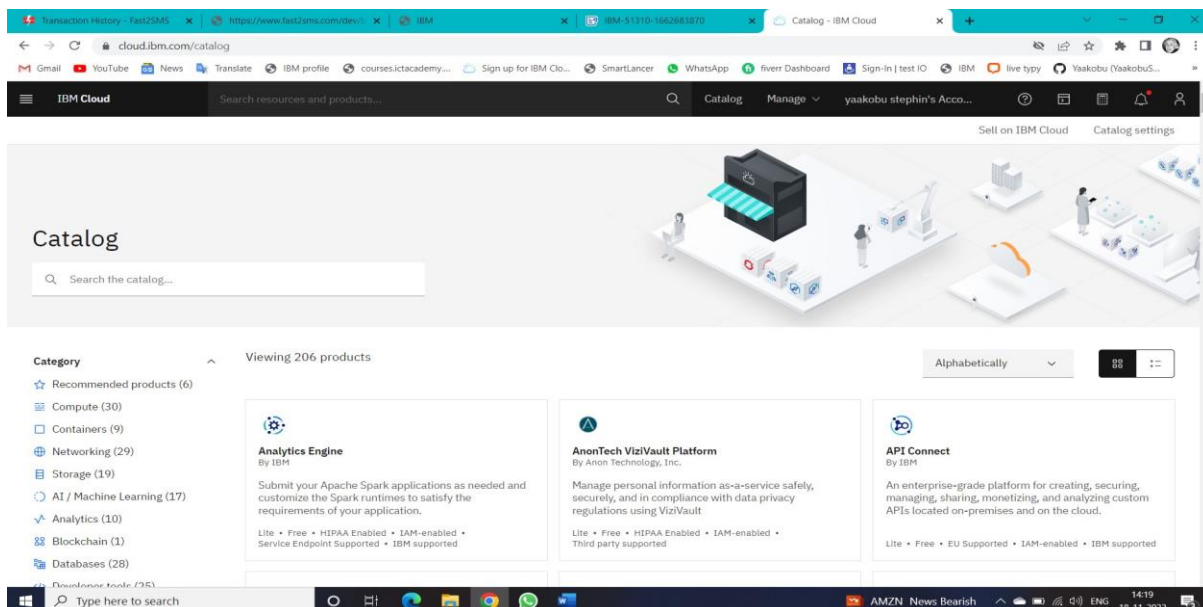 Transaction History - Fast2SMS
https://www.fast2sms.com/dev/b
IBM
IBM-51310-1662683870
Catalog - IBM Cloud
cloud.ibm.com/catalog
Gmail YouTube News Translate IBM profile courses.ictacademy.... Sign up for IBM Clo... SmartLancer WhatsApp fiverr Dashboard Sign-In | test IO IBM live typy Yaakobu (YaakobuS... »
IBM Cloud Search resources and products... Catalog Manage yaakobu stephin's Acco...
Sell on IBM Cloud Catalog settings
Catalog
Search the catalog...
Category
Recommended products (6)
Compute (30)
Containers (9)
Networking (29)
Storage (19)
AI / Machine Learning (17)
Analytics (10)
Blockchain (1)
Databases (28)
Developer tools (25)
Viewing 206 products
Alphabetically
Analytics Engine
By IBM
Submit your Apache Spark applications as needed and
customize the Spark runtimes to satisfy the
requirements of your application.
Lite • Free • HIPAA Enabled • IAM-enabled •
Service Endpoint Supported • IBM supported
AnonTech ViziVault Platform
By Anon Technology, Inc.
Manage personal information as-a-service safely,
securely, and in compliance with data privacy
regulations using ViziVault
Lite • Free • HIPAA Enabled • IAM-enabled •
Third party supported
API Connect
By IBM
An enterprise-grade platform for creating, securing,
managing, sharing, monetizing, and analyzing custom
APIs located on-premises and on the cloud.
Lite • Free • EU Supported • IAM-enabled • IBM supported
Type here to search
AMZN News Bearish
ENG
14:19
18-11-2022